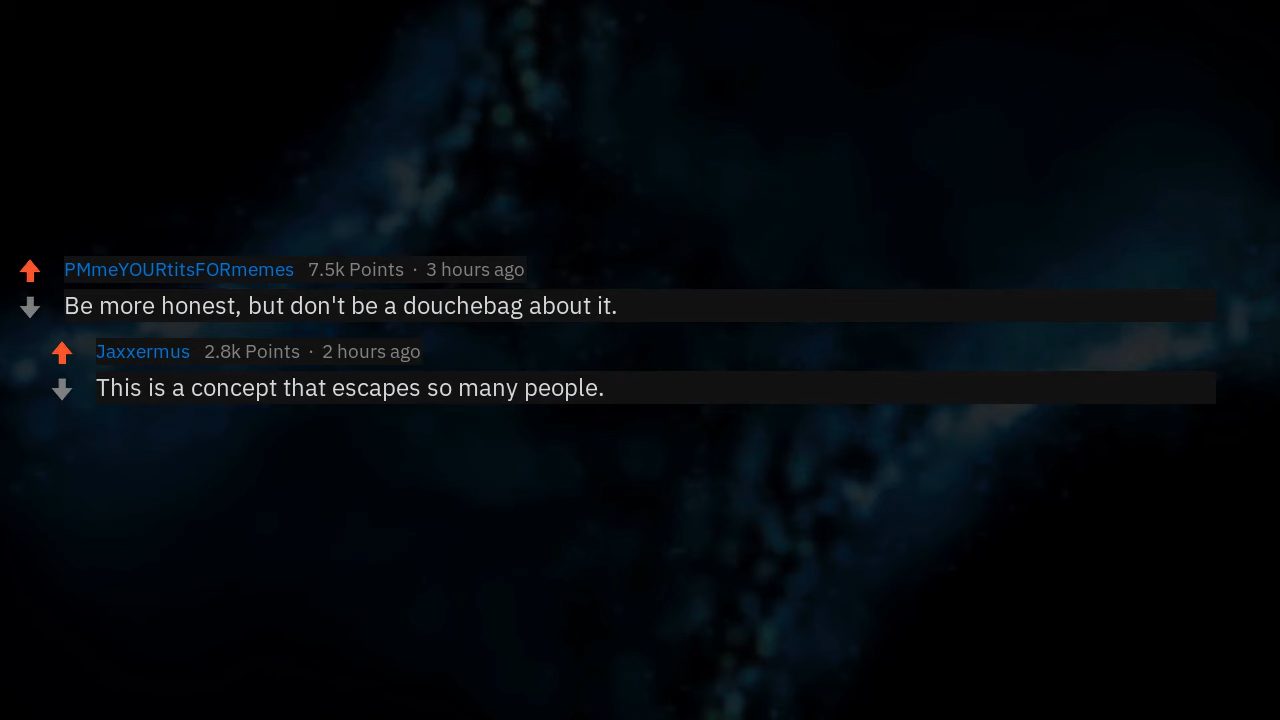 PMmeYOURtitsFORmemes 7.5k Points · 3 hours ago
Be more honest, but don't be a douchebag about it.
Jaxxermus 2.8k Points · 2 hours ago
This is a concept that escapes so many people.